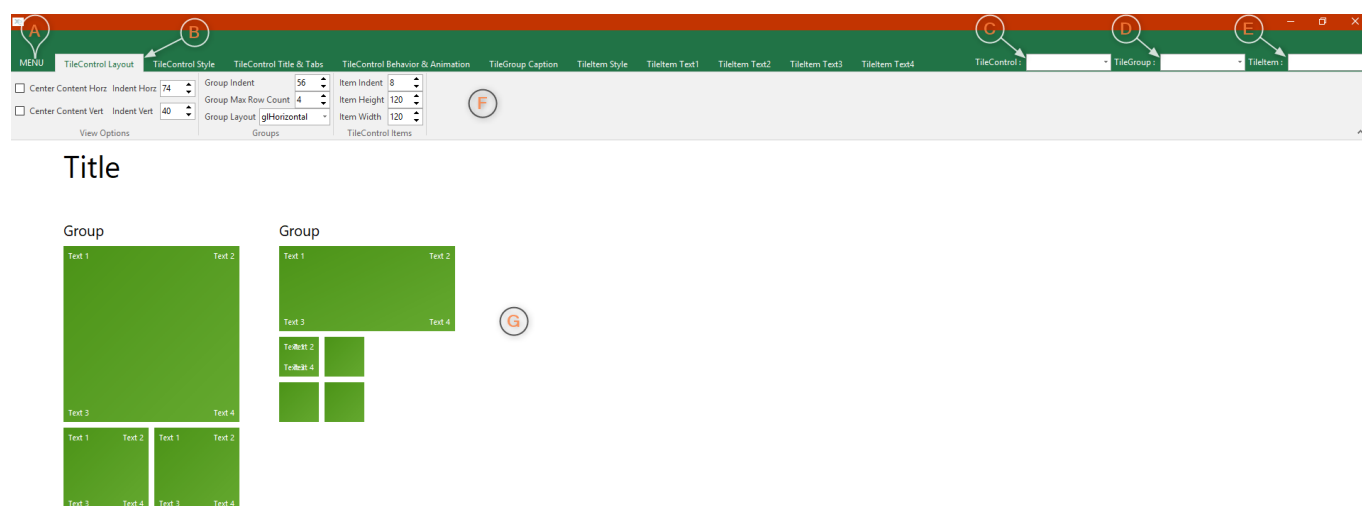 A B C D E
MENU TileControl Layout TileControl Style TileControl Title & Tabs TileControl Behavior & Animation TileGroup Caption TileItem Style TileItem Text1 TileItem Text2 TileItem Text3 TileItem Text4 TileControl : TileGroup : TileItem :
Center Content Horz Indent Horz 74 Group Indent 56 Item Indent 8
Group Max Row Count 4 Item Height 120 F
Center Content Vert Indent Vert 40 Group Layout glHorizontal Item Width 120
View Options Groups TileControl Items
Title
Group Group
Text 1 Text 2 Text 1 Text 2
Text 3 Text 4 G
Text 2
Text 4
Text 3 Text 4
Text 1 Text 2 Text 1 Text 2
Text 3 Text 4 Text 3 Text 4